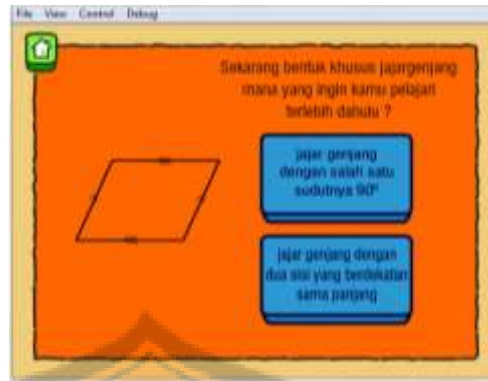 File View Control Debug
Sekarang bentuk khusus jajargenjang
mana yang ingin kamu pelajari
terlebih dahulu ?
jajar genjang
dengan salah satu
sudutnya 90°
jajar genjang dengan
dua sisi yang berdekatan
sama panjang